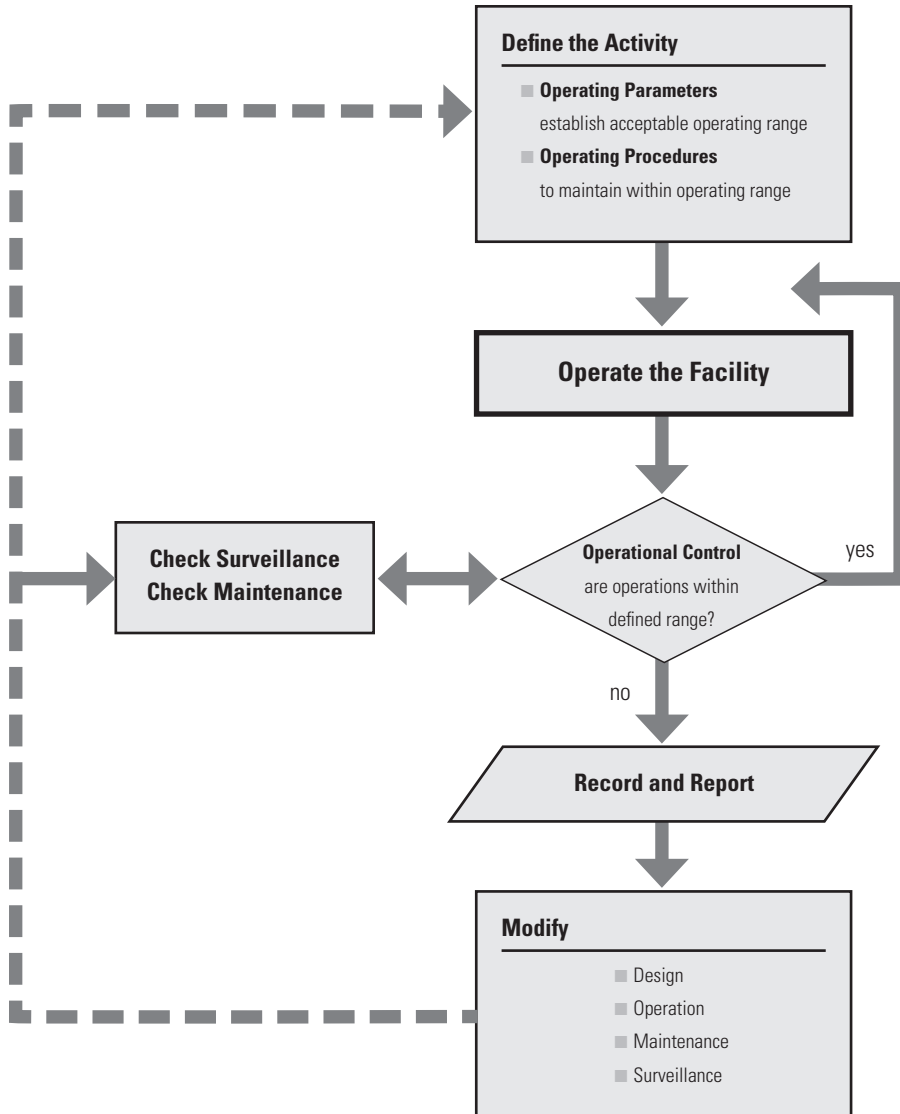 Define the Activity
Operating Parameters
establish acceptable operating range
Operating Procedures
to maintain within operating range
Operate the Facility
Check Surveillance
Check Maintenance
Operational Control
are operations within
defined range?
yes
no
Record and Report
Modify
Design
Operation
Maintenance
Surveillance